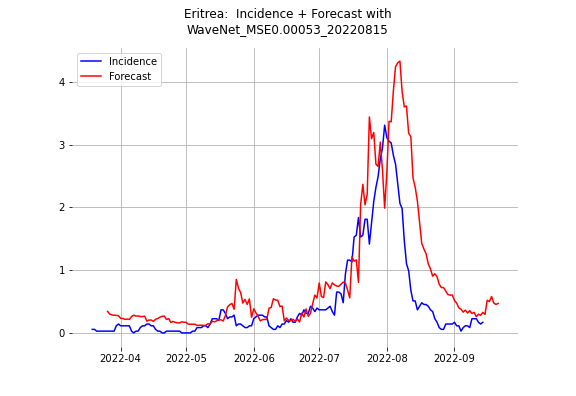 Eritrea:  Incidence + Forecast with
WaveNet_MSE0.00053_20220815
Incidence
Forecast
4
3
2
1
0
2022-04
2022-05
2022-06
2022-07
2022-08
2022-09